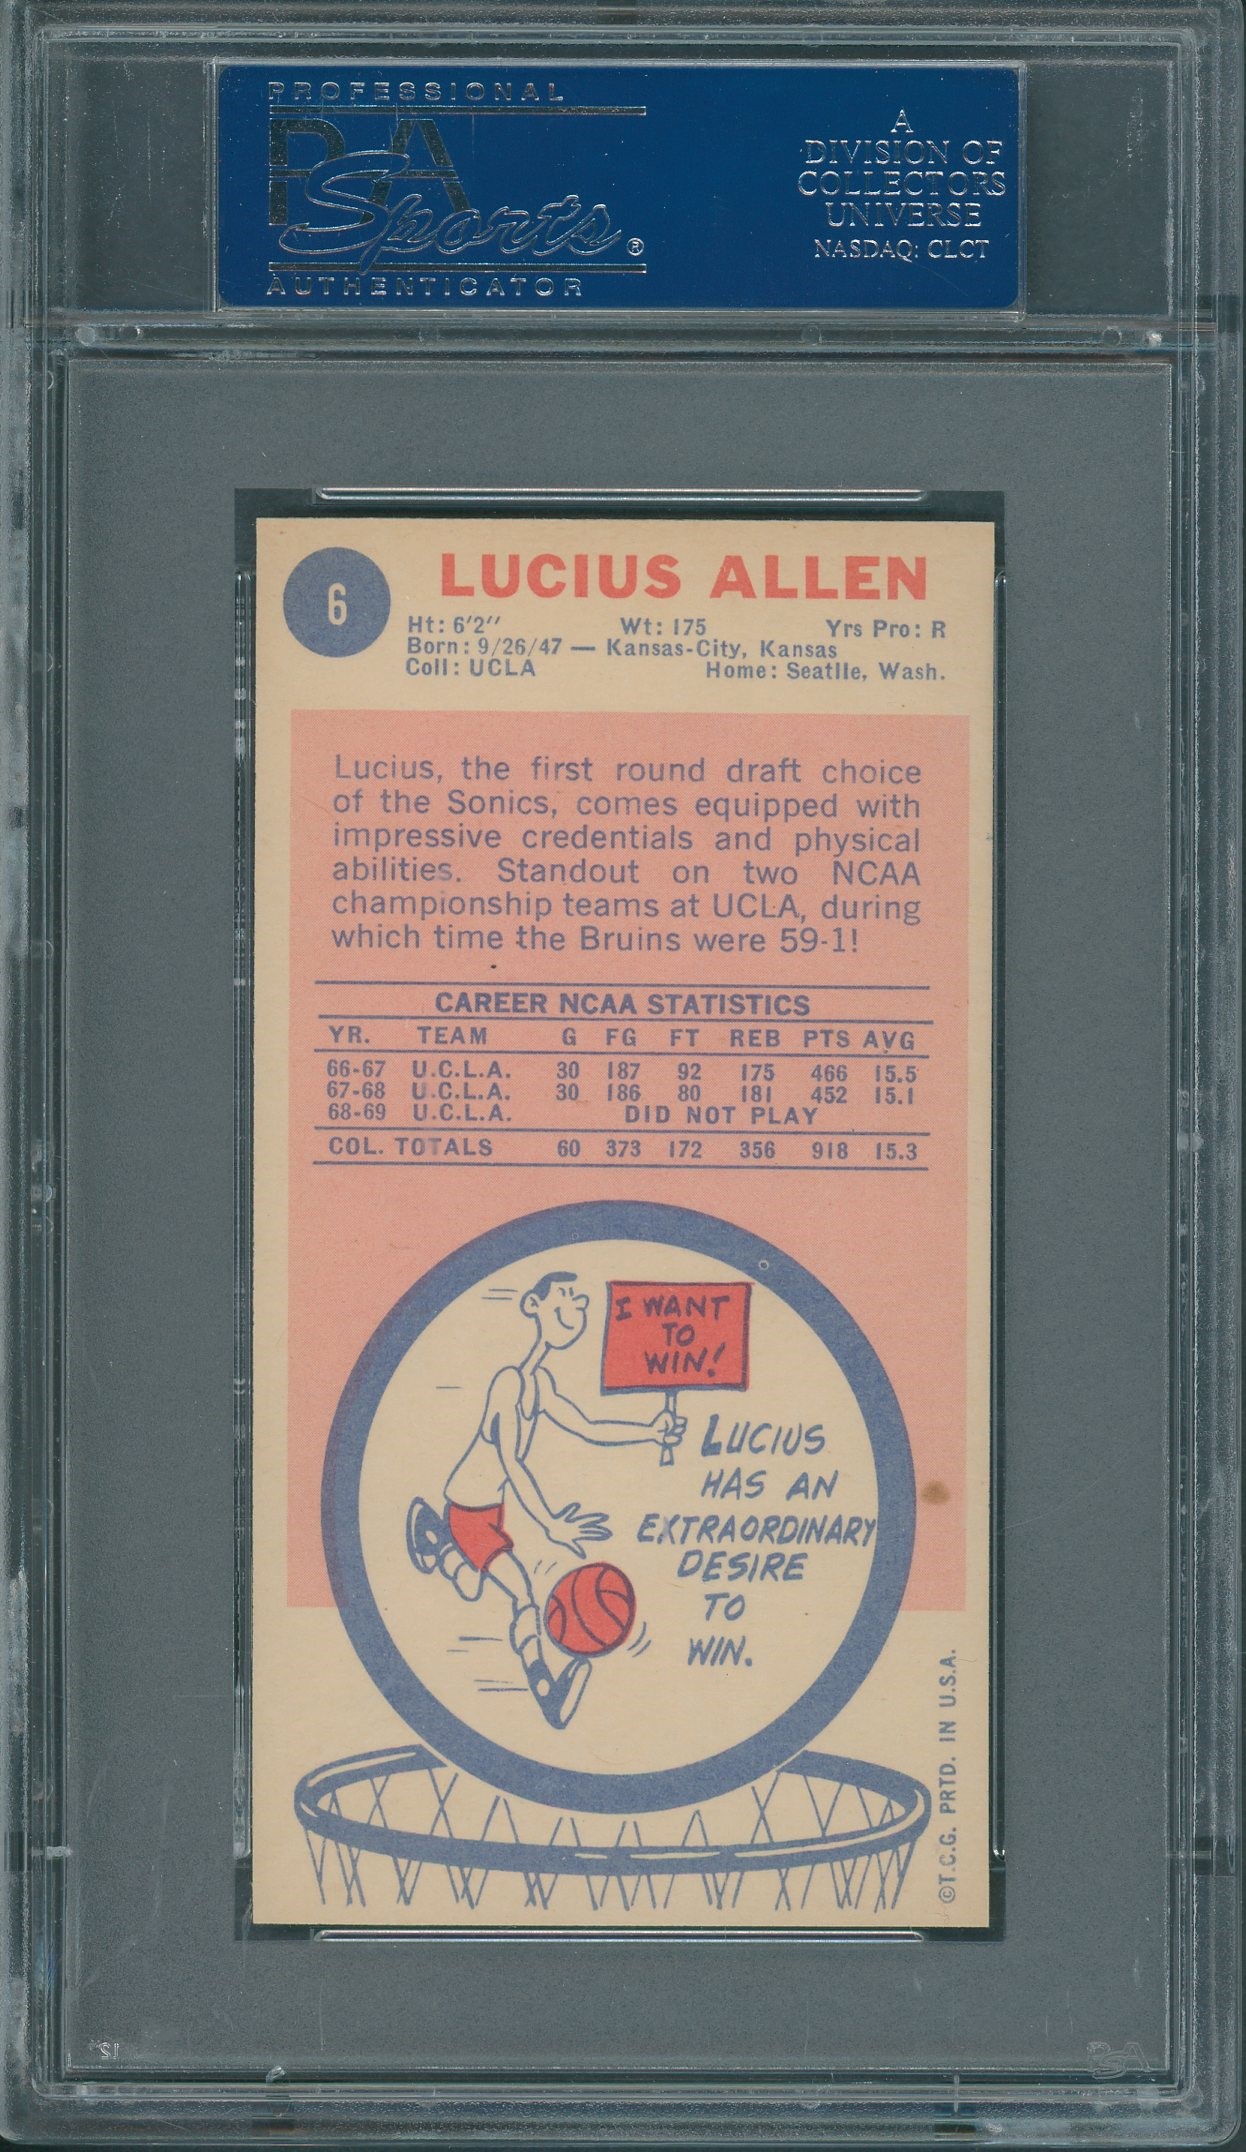 PROFESSIONAL
PSA
Sports®
AUTHENTICATOR
A
DIVISION OF
COLLECTORS
UNIVERSE
NASDAQ: CLCT
6
LUCIUS ALLEN
Ht: 6'2" Wt: 175 Yrs Pro: R
Born: 9/26/47 — Kansas-City, Kansas
Coll: UCLA Home: Seatlle, Wash.
Lucius, the first round draft choice
of the Sonics, comes equipped with
impressive credentials and physical
abilities. Standout on two NCAA
championship teams at UCLA, during
which time the Bruins were 59-1!
CAREER NCAA STATISTICS
YR. TEAM G FG FT REB PTS AVG
66-67 U.C.L.A. 30 187 92 175 466 15.5
67-68 U.C.L.A. 30 186 80 181 452 15.1
68-69 U.C.L.A. DID NOT PLAY
COL. TOTALS 60 373 172 356 918 15.3
I WANT
TO
WIN!
LUCIUS
HAS AN
EXTRAORDINARY
DESIRE
TO
WIN.
©T.C.G. PRTD. IN U.S.A.
PSA